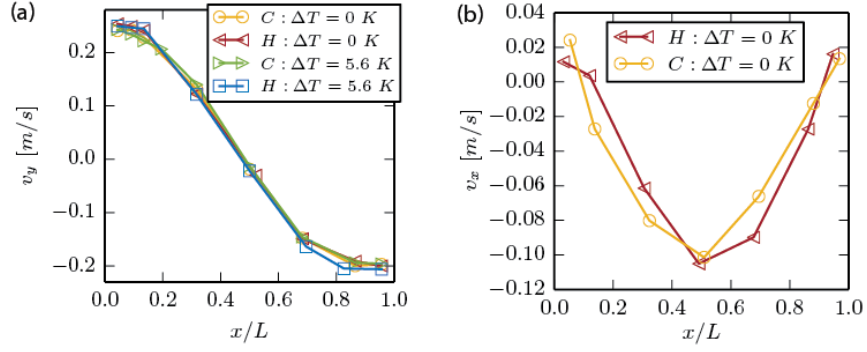 (a)
0.2
0.1
0.0
−0.1
−0.2
v_y [m/s]
C : ΔT = 0 K
H : ΔT = 0 K
C : ΔT = 5.6 K
H : ΔT = 5.6 K
0.0 0.2 0.4 0.6 0.8 1.0
x/L
(b)
0.04
0.02
0.00
−0.02
−0.04
−0.06
−0.08
−0.10
−0.12
v_x [m/s]
H : ΔT = 0 K
C : ΔT = 0 K
0.0 0.2 0.4 0.6 0.8 1.0
x/L